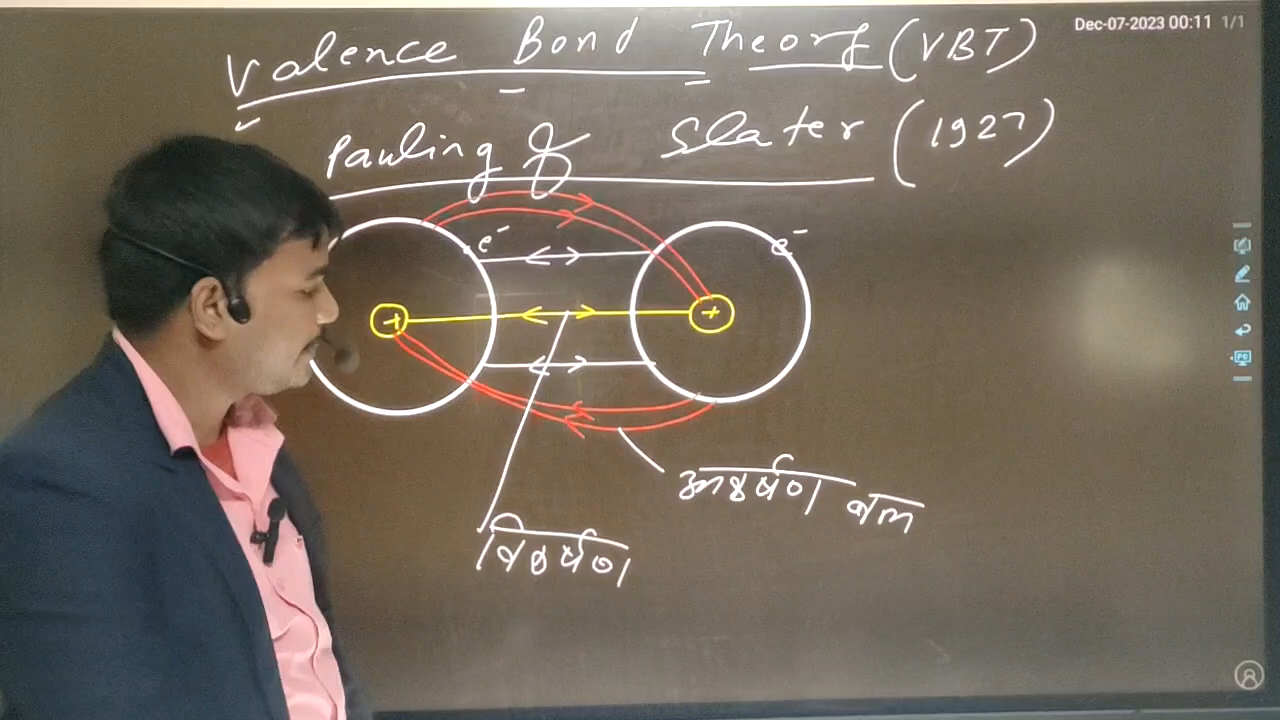 Dec-07-2023 00:11 1/1
Valence Bond Theory (VBT)
Pauling & Slater (1927)
e⁻ e⁻
+ +
आकर्षण बल
विकर्षण
PC